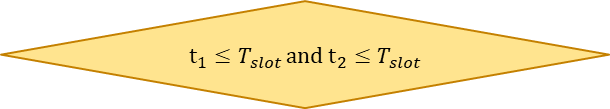 t₁ ≤ T_slot and t₂ ≤ T_slot